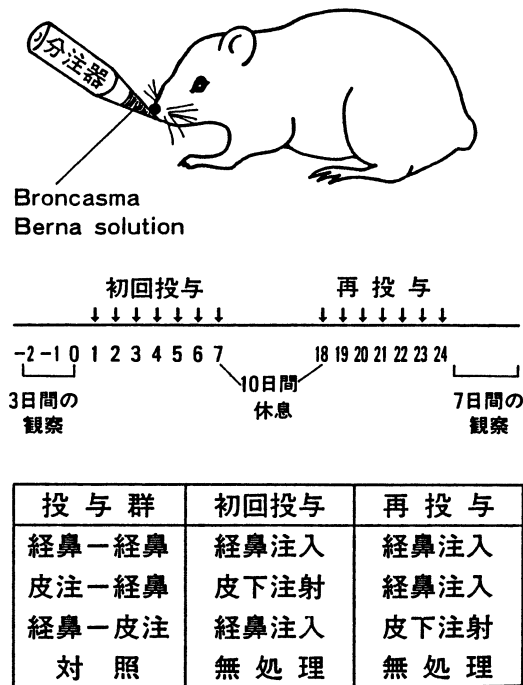 分注器
Broncasma
Berna solution
初回投与 再投与
↓ ↓ ↓ ↓ ↓ ↓ ↓ ↓ ↓ ↓ ↓ ↓ ↓ ↓
-2 -1 0 1 2 3 4 5 6 7 18 19 20 21 22 23 24
3日間の
観察
10日間
休息
7日間の
観察
投与群 初回投与 再投与
経鼻ー経鼻 経鼻注入 経鼻注入
皮注ー経鼻 皮下注射 経鼻注入
経鼻ー皮注 経鼻注入 皮下注射
対照 無処理 無処理